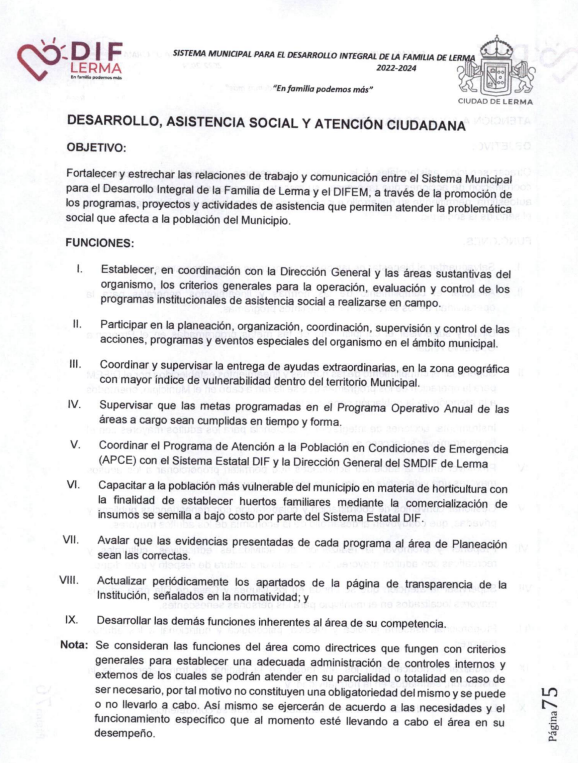 DIF
LERMA
En familia podemos más
SISTEMA MUNICIPAL PARA EL DESARROLLO INTEGRAL DE LA FAMILIA DE LERMA
2022-2024
"En familia podemos más"
CIUDAD DE LERMA
DESARROLLO, ASISTENCIA SOCIAL Y ATENCIÓN CIUDADANA
OBJETIVO:
Fortalecer y estrechar las relaciones de trabajo y comunicación entre el Sistema Municipal
para el Desarrollo Integral de la Familia de Lerma y el DIFEM, a través de la promoción de
los programas, proyectos y actividades de asistencia que permiten atender la problemática
social que afecta a la población del Municipio.
FUNCIONES:
I. Establecer, en coordinación con la Dirección General y las áreas sustantivas del
organismo, los criterios generales para la operación, evaluación y control de los
programas institucionales de asistencia social a realizarse en campo.
II. Participar en la planeación, organización, coordinación, supervisión y control de las
acciones, programas y eventos especiales del organismo en el ámbito municipal.
III. Coordinar y supervisar la entrega de ayudas extraordinarias, en la zona geográfica
con mayor índice de vulnerabilidad dentro del territorio Municipal.
IV. Supervisar que las metas programadas en el Programa Operativo Anual de las
áreas a cargo sean cumplidas en tiempo y forma.
V. Coordinar el Programa de Atención a la Población en Condiciones de Emergencia
(APCE) con el Sistema Estatal DIF y la Dirección General del SMDIF de Lerma
VI. Capacitar a la población más vulnerable del municipio en materia de horticultura con
la finalidad de establecer huertos familiares mediante la comercialización de
insumos se semilla a bajo costo por parte del Sistema Estatal DIF.
VII. Avalar que las evidencias presentadas de cada programa al área de Planeación
sean las correctas.
VIII. Actualizar periódicamente los apartados de la página de transparencia de la
Institución, señalados en la normatividad; y
IX. Desarrollar las demás funciones inherentes al área de su competencia.
Nota: Se consideran las funciones del área como directrices que fungen con criterios
generales para establecer una adecuada administración de controles internos y
externos de los cuales se podrán atender en su parcialidad o totalidad en caso de
ser necesario, por tal motivo no constituyen una obligatoriedad del mismo y se puede
o no llevarlo a cabo. Así mismo se ejercerán de acuerdo a las necesidades y el
funcionamiento específico que al momento esté llevando a cabo el área en su
desempeño.
Página 75